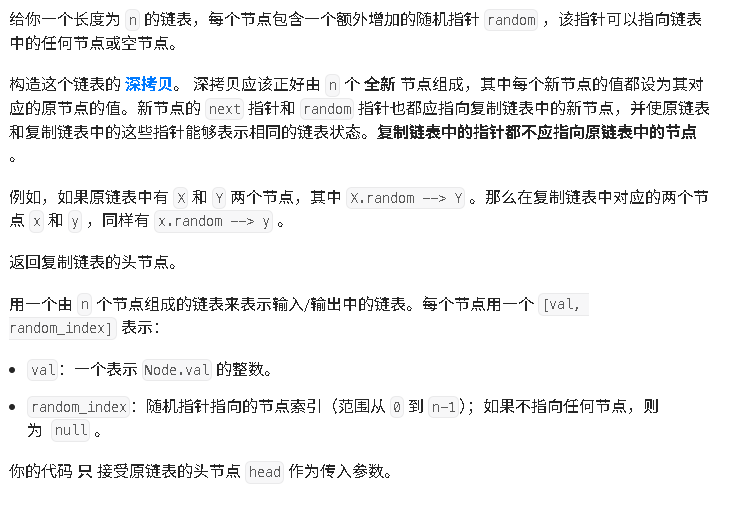 给你一个长度为 n 的链表，每个节点包含一个额外增加的随机指针 random ，该指针可以指向链表
中的任何节点或空节点。
构造这个链表的 深拷贝。 深拷贝应该正好由 n 个 全新 节点组成，其中每个新节点的值都设为其对
应的原节点的值。新节点的 next 指针和 random 指针也都应指向复制链表中的新节点，并使原链表
和复制链表中的这些指针能够表示相同的链表状态。复制链表中的指针都不应指向原链表中的节点
。
例如，如果原链表中有 X 和 Y 两个节点，其中 X.random --> Y 。那么在复制链表中对应的两个节
点 x 和 y ，同样有 x.random --> y 。
返回复制链表的头节点。
用一个由 n 个节点组成的链表来表示输入/输出中的链表。每个节点用一个 [val,
random_index] 表示：
• val：一个表示 Node.val 的整数。
• random_index：随机指针指向的节点索引（范围从 0 到 n-1）；如果不指向任何节点，则
为 null 。
你的代码 只 接受原链表的头节点 head 作为传入参数。